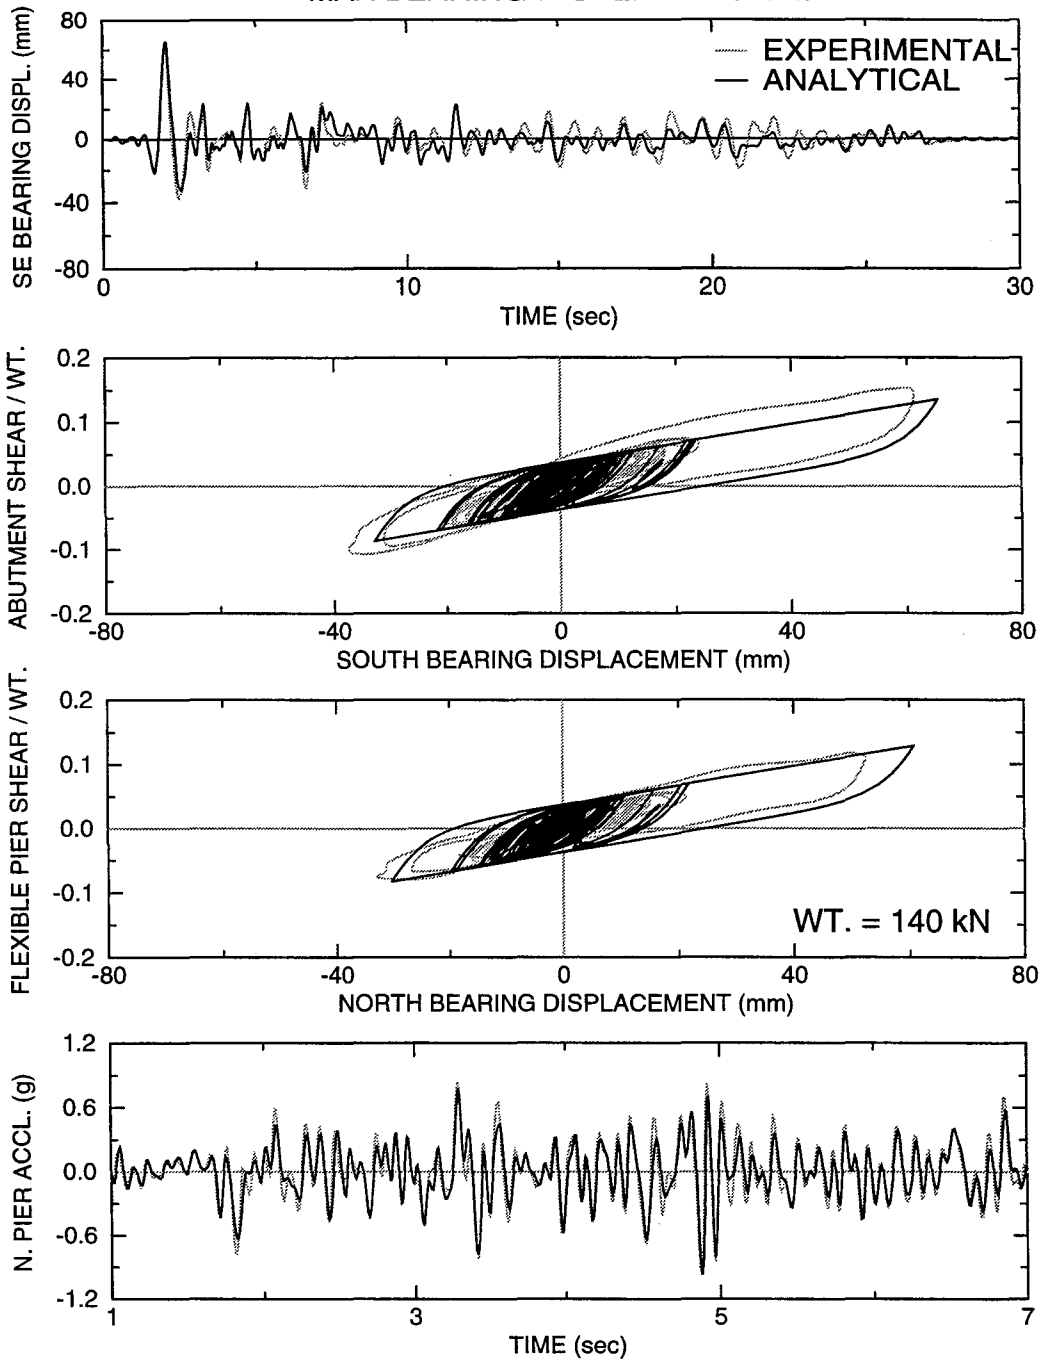 80
40
0
-40
-80
SE BEARING DISPL. (mm)
EXPERIMENTAL
ANALYTICAL
0 10 20 30
TIME (sec)
0.2
0.1
0.0
-0.1
-0.2
ABUTMENT SHEAR / WT.
-80 -40 0 40 80
SOUTH BEARING DISPLACEMENT (mm)
0.2
0.1
0.0
-0.1
-0.2
FLEXIBLE PIER SHEAR / WT.
WT. = 140 kN
-80 -40 0 40 80
NORTH BEARING DISPLACEMENT (mm)
1.2
0.6
0.0
-0.6
-1.2
N. PIER ACCL. (g)
1 3 5 7
TIME (sec)